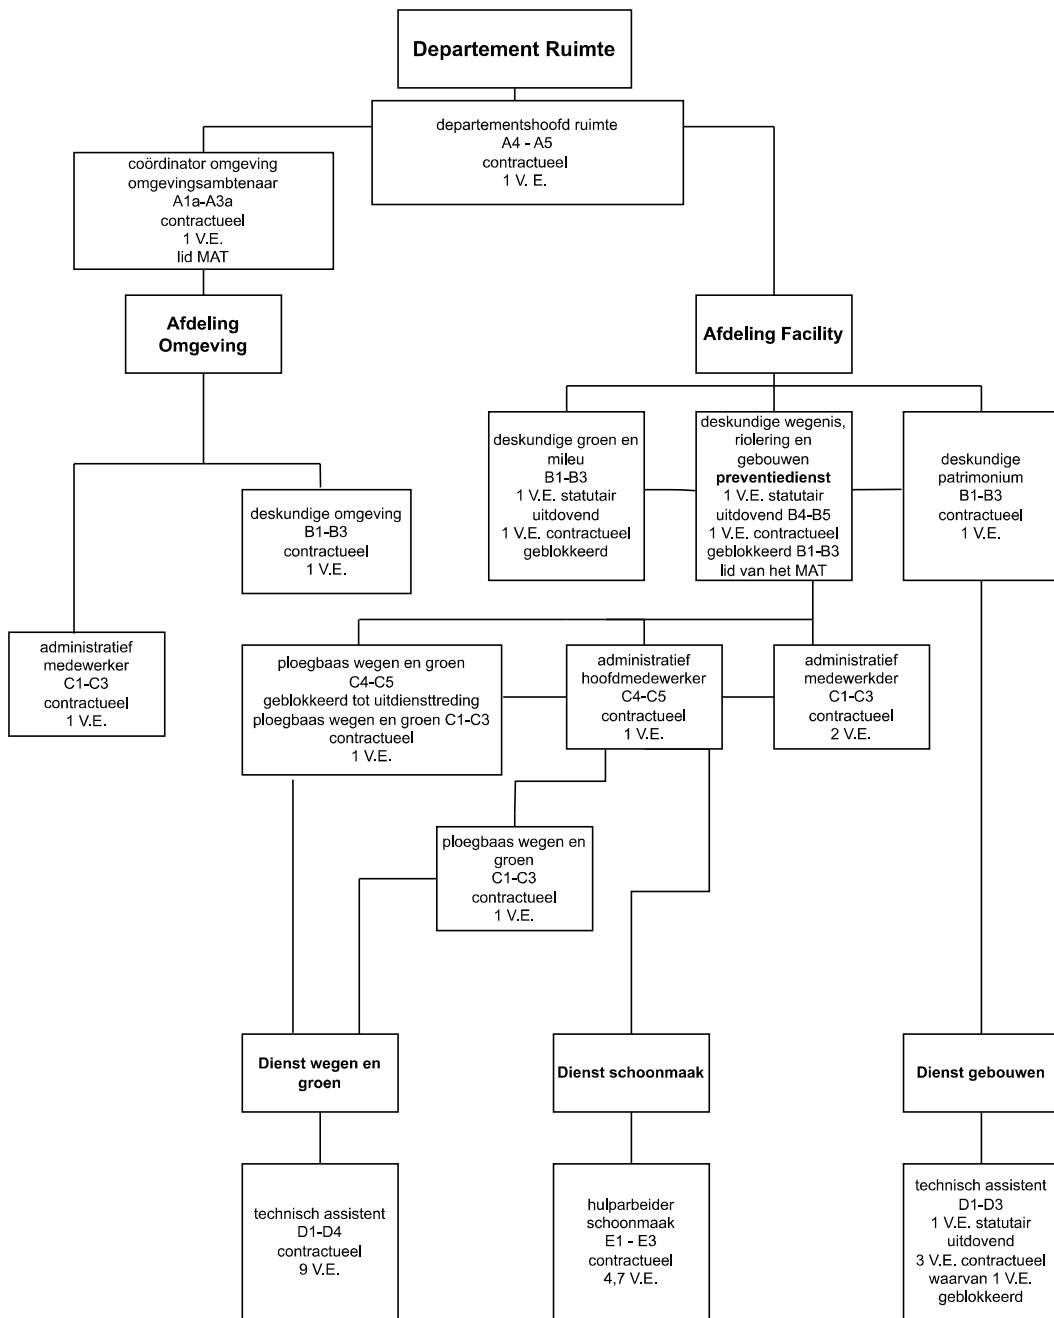 Departement Ruimte
departementshoofd ruimte
A4 - A5
contractueel
1 V. E.
coördinator omgeving
omgevingsambtenaar
A1a-A3a
contractueel
1 V.E.
lid MAT
Afdeling
Omgeving
Afdeling Facility
deskundige groen en
mileu
B1-B3
1 V.E. statutair
uitdovend
1 V.E. contractueel
geblokkeerd
deskundige wegenis,
riolering en
gebouwen
preventiedienst
1 V.E. statutair
uitdovend B4-B5
1 V.E. contractueel
geblokkeerd B1-B3
lid van het MAT
deskundige
patrimonium
B1-B3
contractueel
1 V.E.
deskundige omgeving
B1-B3
contractueel
1 V.E.
administratief
medewerker
C1-C3
contractueel
1 V.E.
ploegbaas wegen en groen
C4-C5
geblokkeerd tot uitdiensttreding
ploegbaas wegen en groen C1-C3
contractueel
1 V.E.
administratief
hoofdmedewerker
C4-C5
contractueel
1 V.E.
administratief
medewerkder
C1-C3
contractueel
2 V.E.
ploegbaas wegen en
groen
C1-C3
contractueel
1 V.E.
Dienst wegen en
groen
Dienst schoonmaak
Dienst gebouwen
technisch assistent
D1-D4
contractueel
9 V.E.
hulparbeider
schoonmaak
E1 - E3
contractueel
4,7 V.E.
technisch assistent
D1-D3
1 V.E. statutair
uitdovend
3 V.E. contractueel
waarvan 1 V.E.
geblokkeerd